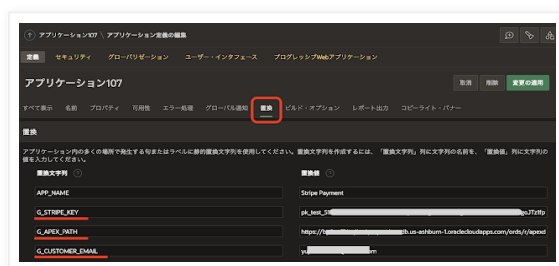 アプリケーション107 \ アプリケーション定義の編集
定義 セキュリティ グローバリゼーション ユーザー・インタフェース プログレッシブWebアプリケーション
アプリケーション107
取消 削除 変更の適用
すべて表示 名前 プロパティ 可用性 エラー処理 グローバル通知 置換 ビルド・オプション レポート出力 コピーライト・バナー
置換
アプリケーション内の多くの場所で発生する句またはラベルに静的置換文字列を使用してください。置換文字列を作成するには、「置換文字列」列に文字列の名前を、「置換値」列に文字列の
値を入力してください。
置換文字列 置換値
APP_NAME Stripe Payment
G_STRIPE_KEY pk_test_51
G_APEX_PATH https://b db.us-ashburn-1.oraclecloudapps.com/ords/r/apexd
G_CUSTOMER_EMAIL